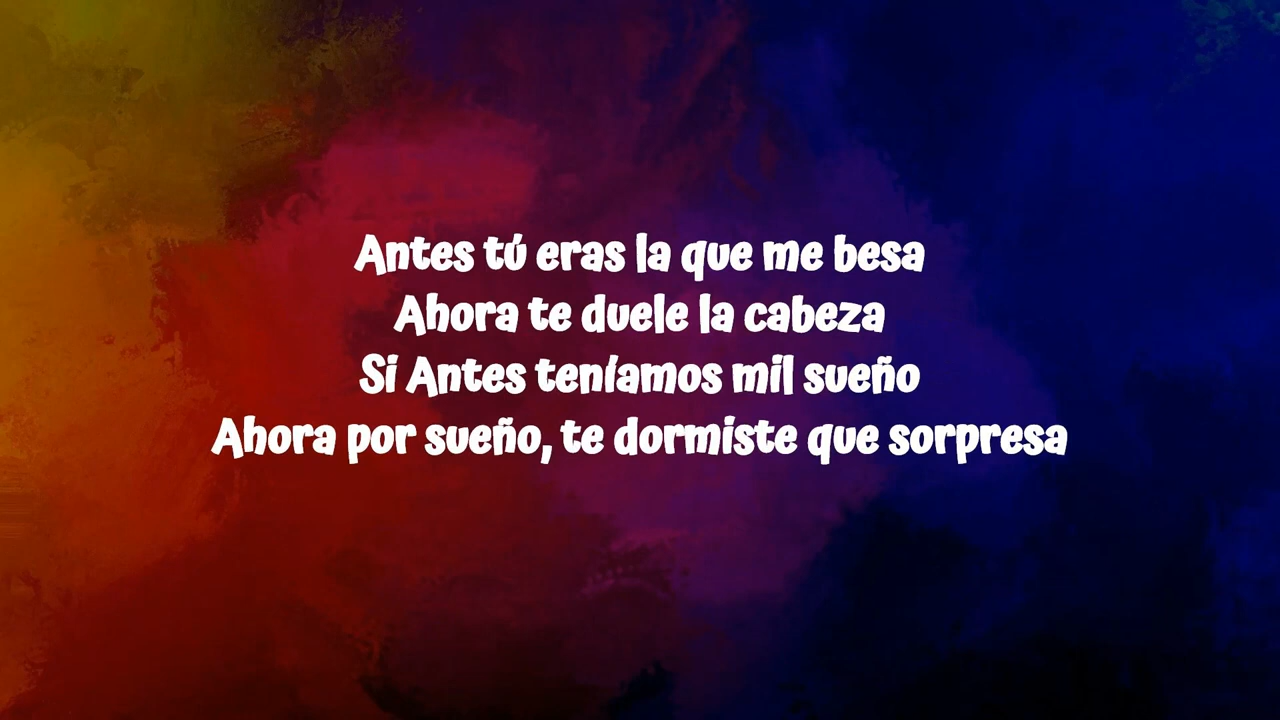 Antes tú eras la que me besa
Ahora te duele la cabeza
Si Antes teníamos mil sueño
Ahora por sueño, te dormiste que sorpresa